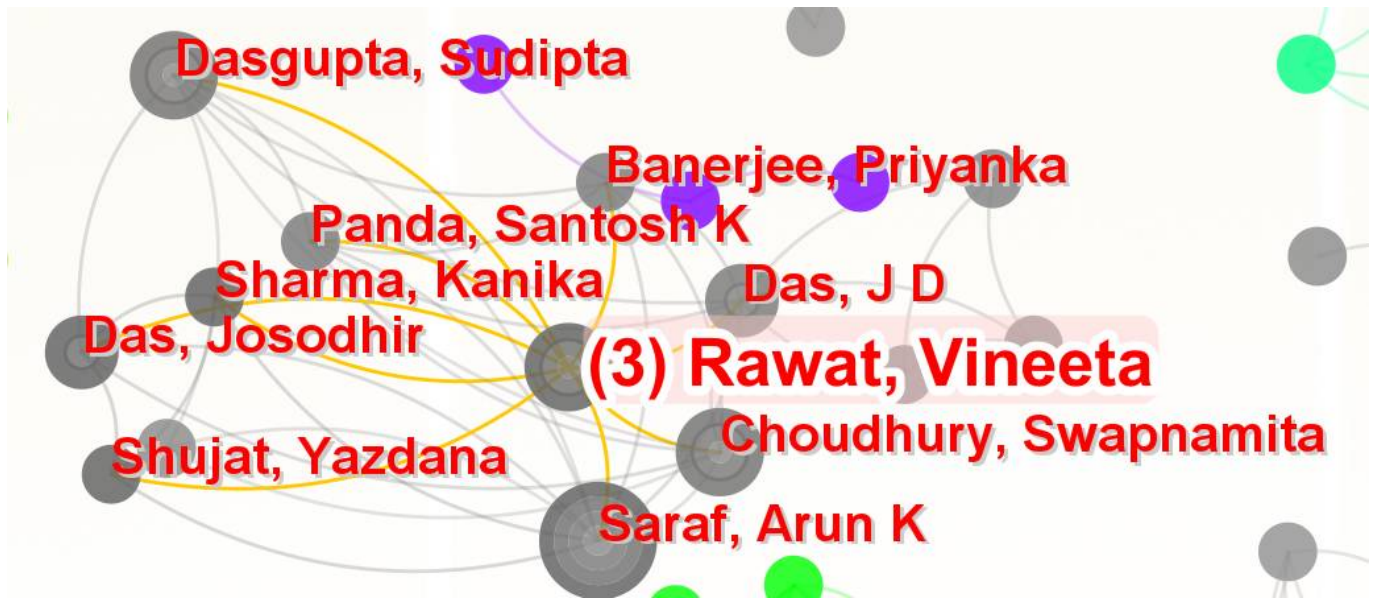 Dasgupta, Sudipta
Banerjee, Priyanka
Panda, Santosh K
Sharma, Kanika
Das, J D
Das, Josodhir
(3) Rawat, Vineeta
Choudhury, Swapnamita
Shujat, Yazdana
Saraf, Arun K